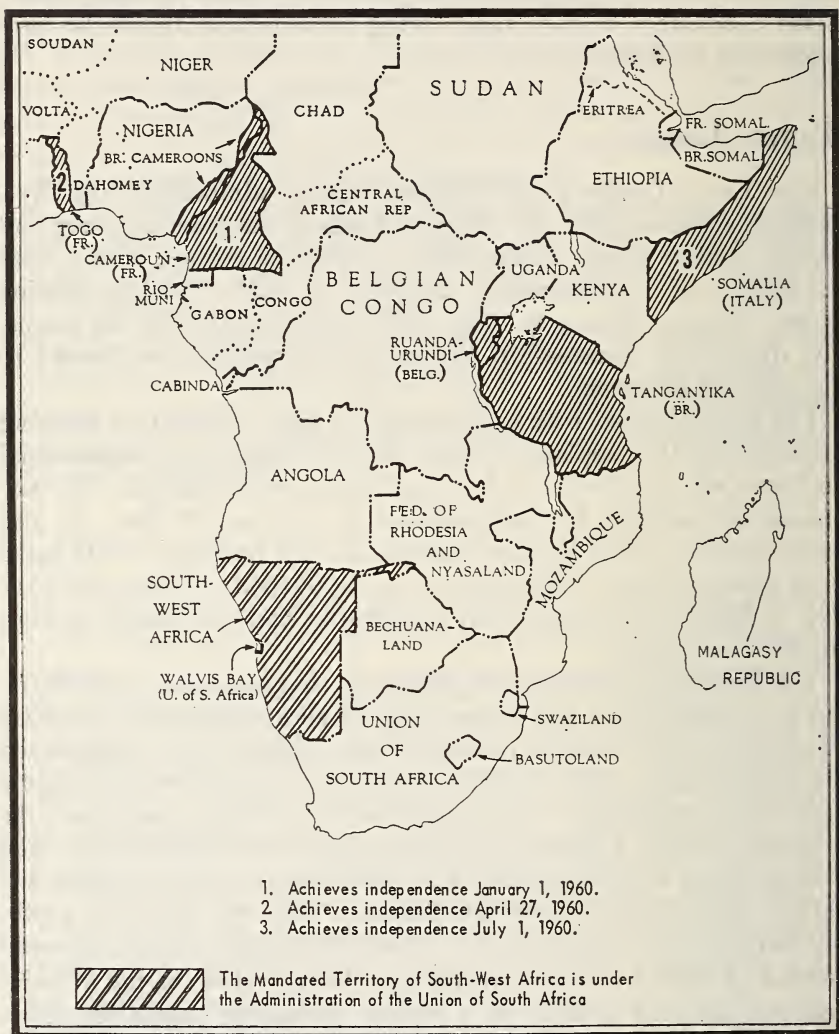 SOUDAN
NIGER
CHAD
SUDAN
VOLTA
NIGERIA
ERITREA
FR. SOMAL.
BR. CAMEROONS
BR. SOMAL.
2
DAHOMEY
ETHIOPIA
CENTRAL
AFRICAN REP
TOGO
(FR.)
1
3
CAMEROUN
(FR.)
BELGIAN
CONGO
UGANDA
KENYA
SOMALIA
(ITALY)
RIO
MUNI
GABON
CONGO
RUANDA-
URUNDI
(BELG.)
CABINDA
TANGANYIKA
(BR.)
ANGOLA
FED. OF
RHODESIA
AND
NYASALAND
MOZAMBIQUE
SOUTH-
WEST
AFRICA
BECHUANA-
LAND
MALAGASY
REPUBLIC
WALVIS BAY
(U. of S. Africa)
SWAZILAND
UNION
OF
SOUTH AFRICA
BASUTOLAND
1. Achieves independence January 1, 1960.
2. Achieves independence April 27, 1960.
3. Achieves independence July 1, 1960.
The Mandated Territory of South-West Africa is under
the Administration of the Union of South Africa